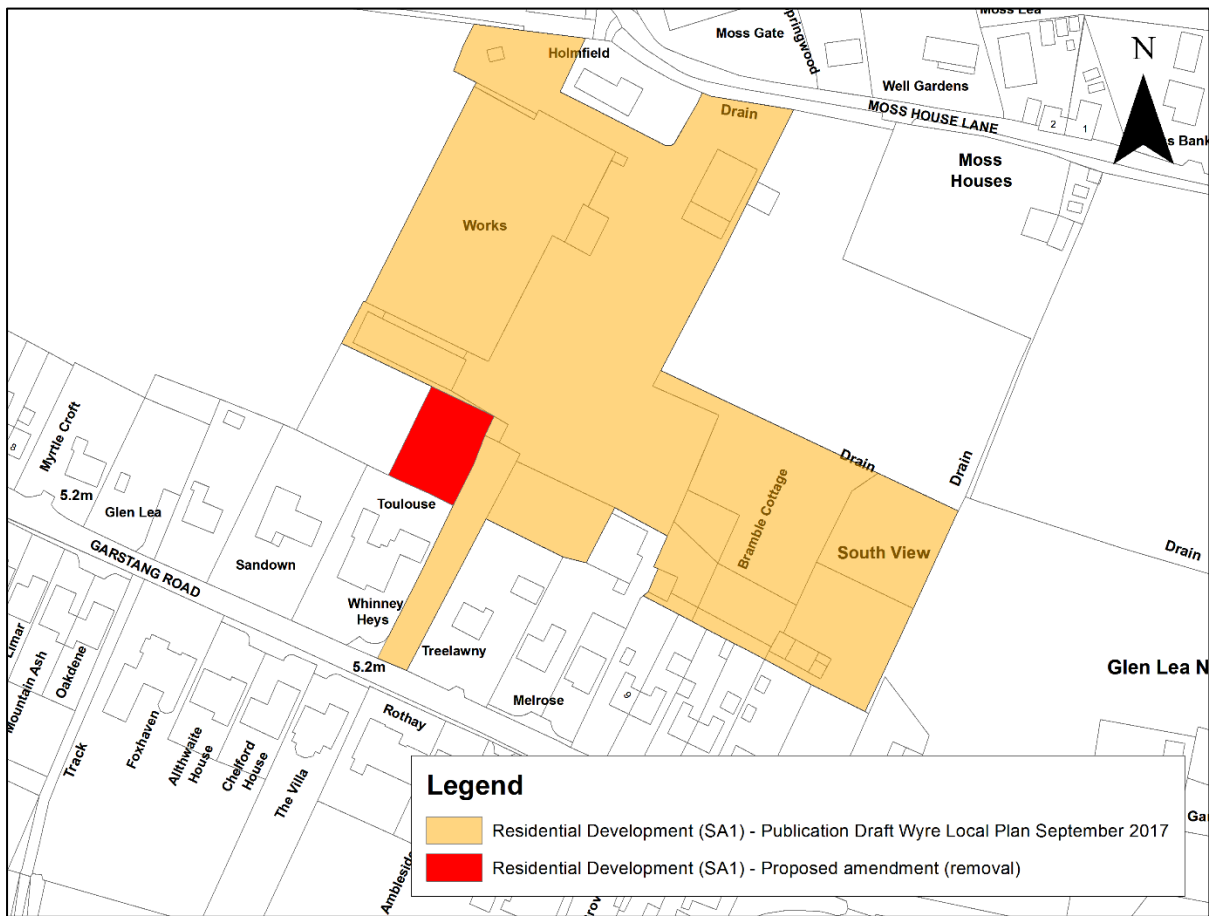 Moss Lea
Springwood
Moss Gate
Holmfield
N
Well Gardens
Drain
MOSS HOUSE LANE
2
1
Bank
Moss
Houses
Works
8
Myrtle Croft
5.2m
Glen Lea
Toulouse
Sandown
GARSTANG ROAD
Whinney
Heys
Bramble Cottage
Drain
Drain
Drain
South View
Limar
Mountain Ash
Oakdene
Track
Foxhaven
Allthwaite
House
Chelford
House
The Villa
5.2m
Treelawny
Melrose
9
Rothay
Glen Lea N
Ambleside
Legend
Residential Development (SA1) - Publication Draft Wyre Local Plan September 2017
Residential Development (SA1) - Proposed amendment (removal)